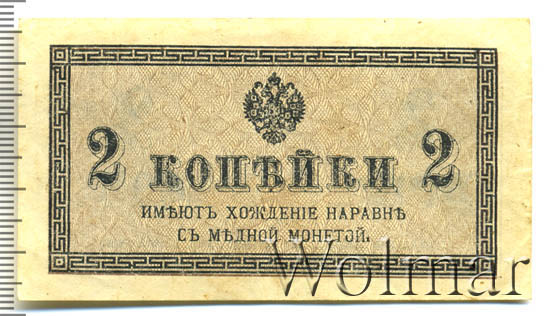 2 КОПѢЙКИ 2
ИМѢЮТЪ ХОЖДЕНІЕ НАРАВНѢ
СЪ МѢДНОЙ МОНЕТОЙ.
Wolmar